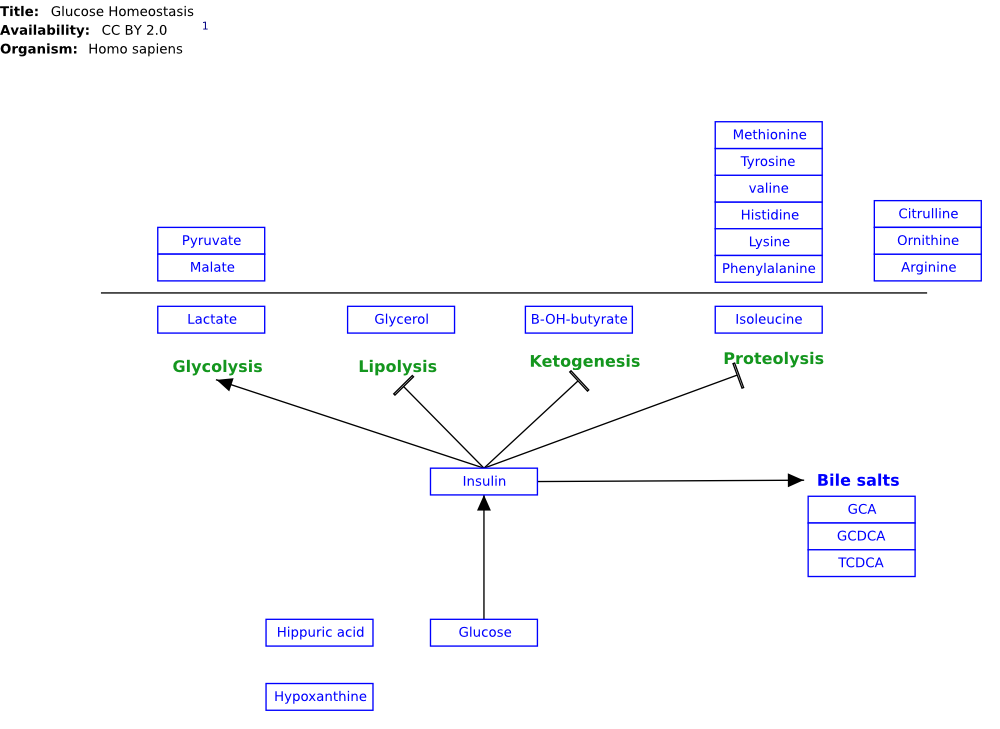 Title: Glucose Homeostasis
Availability: CC BY 2.0 1
Organism: Homo sapiens
Methionine
Tyrosine
valine
Histidine
Lysine
Phenylalanine
Citrulline
Ornithine
Arginine
Pyruvate
Malate
Lactate
Glycerol
B-OH-butyrate
Isoleucine
Glycolysis
Lipolysis
Ketogenesis
Proteolysis
Insulin
Bile salts
GCA
GCDCA
TCDCA
Hippuric acid
Glucose
Hypoxanthine